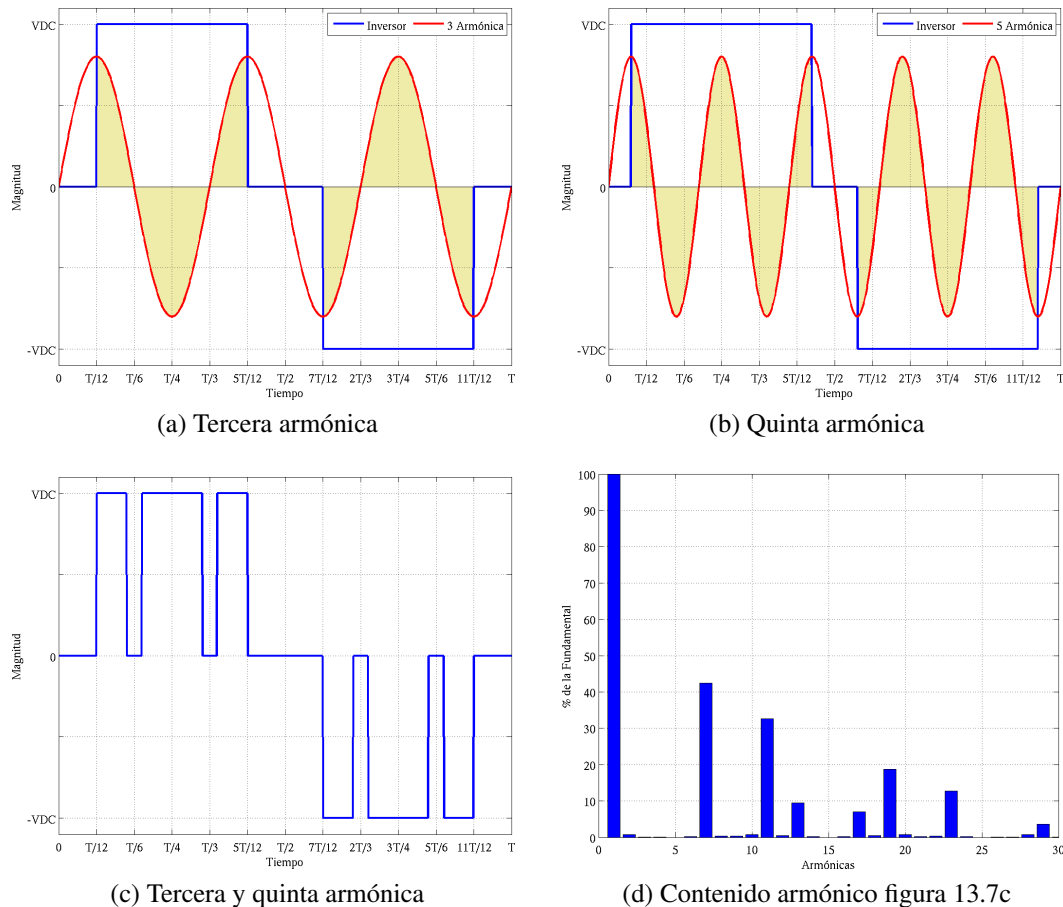 VDC
Inversor
3 Armónica
Magnitud
0
-VDC
0 T/12 T/6 T/4 T/3 5T/12 T/2 7T/12 2T/3 3T/4 5T/6 11T/12 T
Tiempo
(a) Tercera armónica
VDC
Inversor
5 Armónica
Magnitud
0
-VDC
0 T/12 T/6 T/4 T/3 5T/12 T/2 7T/12 2T/3 3T/4 5T/6 11T/12 T
Tiempo
(b) Quinta armónica
VDC
Magnitud
0
-VDC
0 T/12 T/6 T/4 T/3 5T/12 T/2 7T/12 2T/3 3T/4 5T/6 11T/12 T
Tiempo
(c) Tercera y quinta armónica
100
90
80
70
60
50
40
30
20
10
0
% de la Fundamental
0 5 10 15 20 25 30
Armónicas
(d) Contenido armónico figura 13.7c